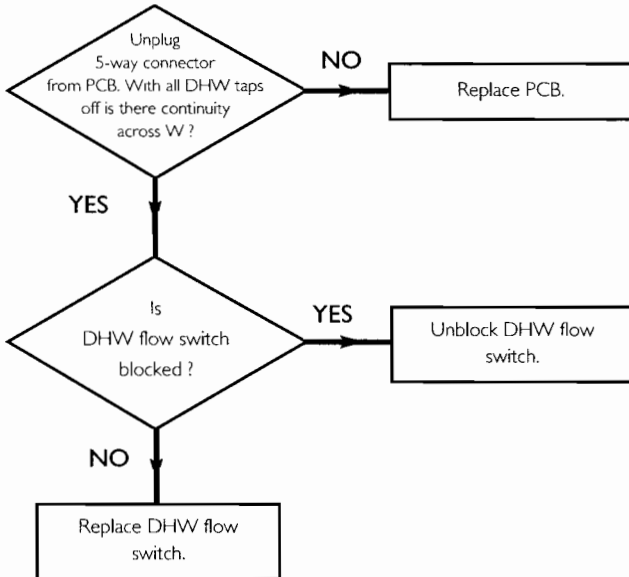 Unplug
5-way connector
from PCB. With all DHW taps
off is there continuity
across W ?
NO
Replace PCB.
YES
Is
DHW flow switch
blocked ?
YES
Unblock DHW flow
switch.
NO
Replace DHW flow
switch.